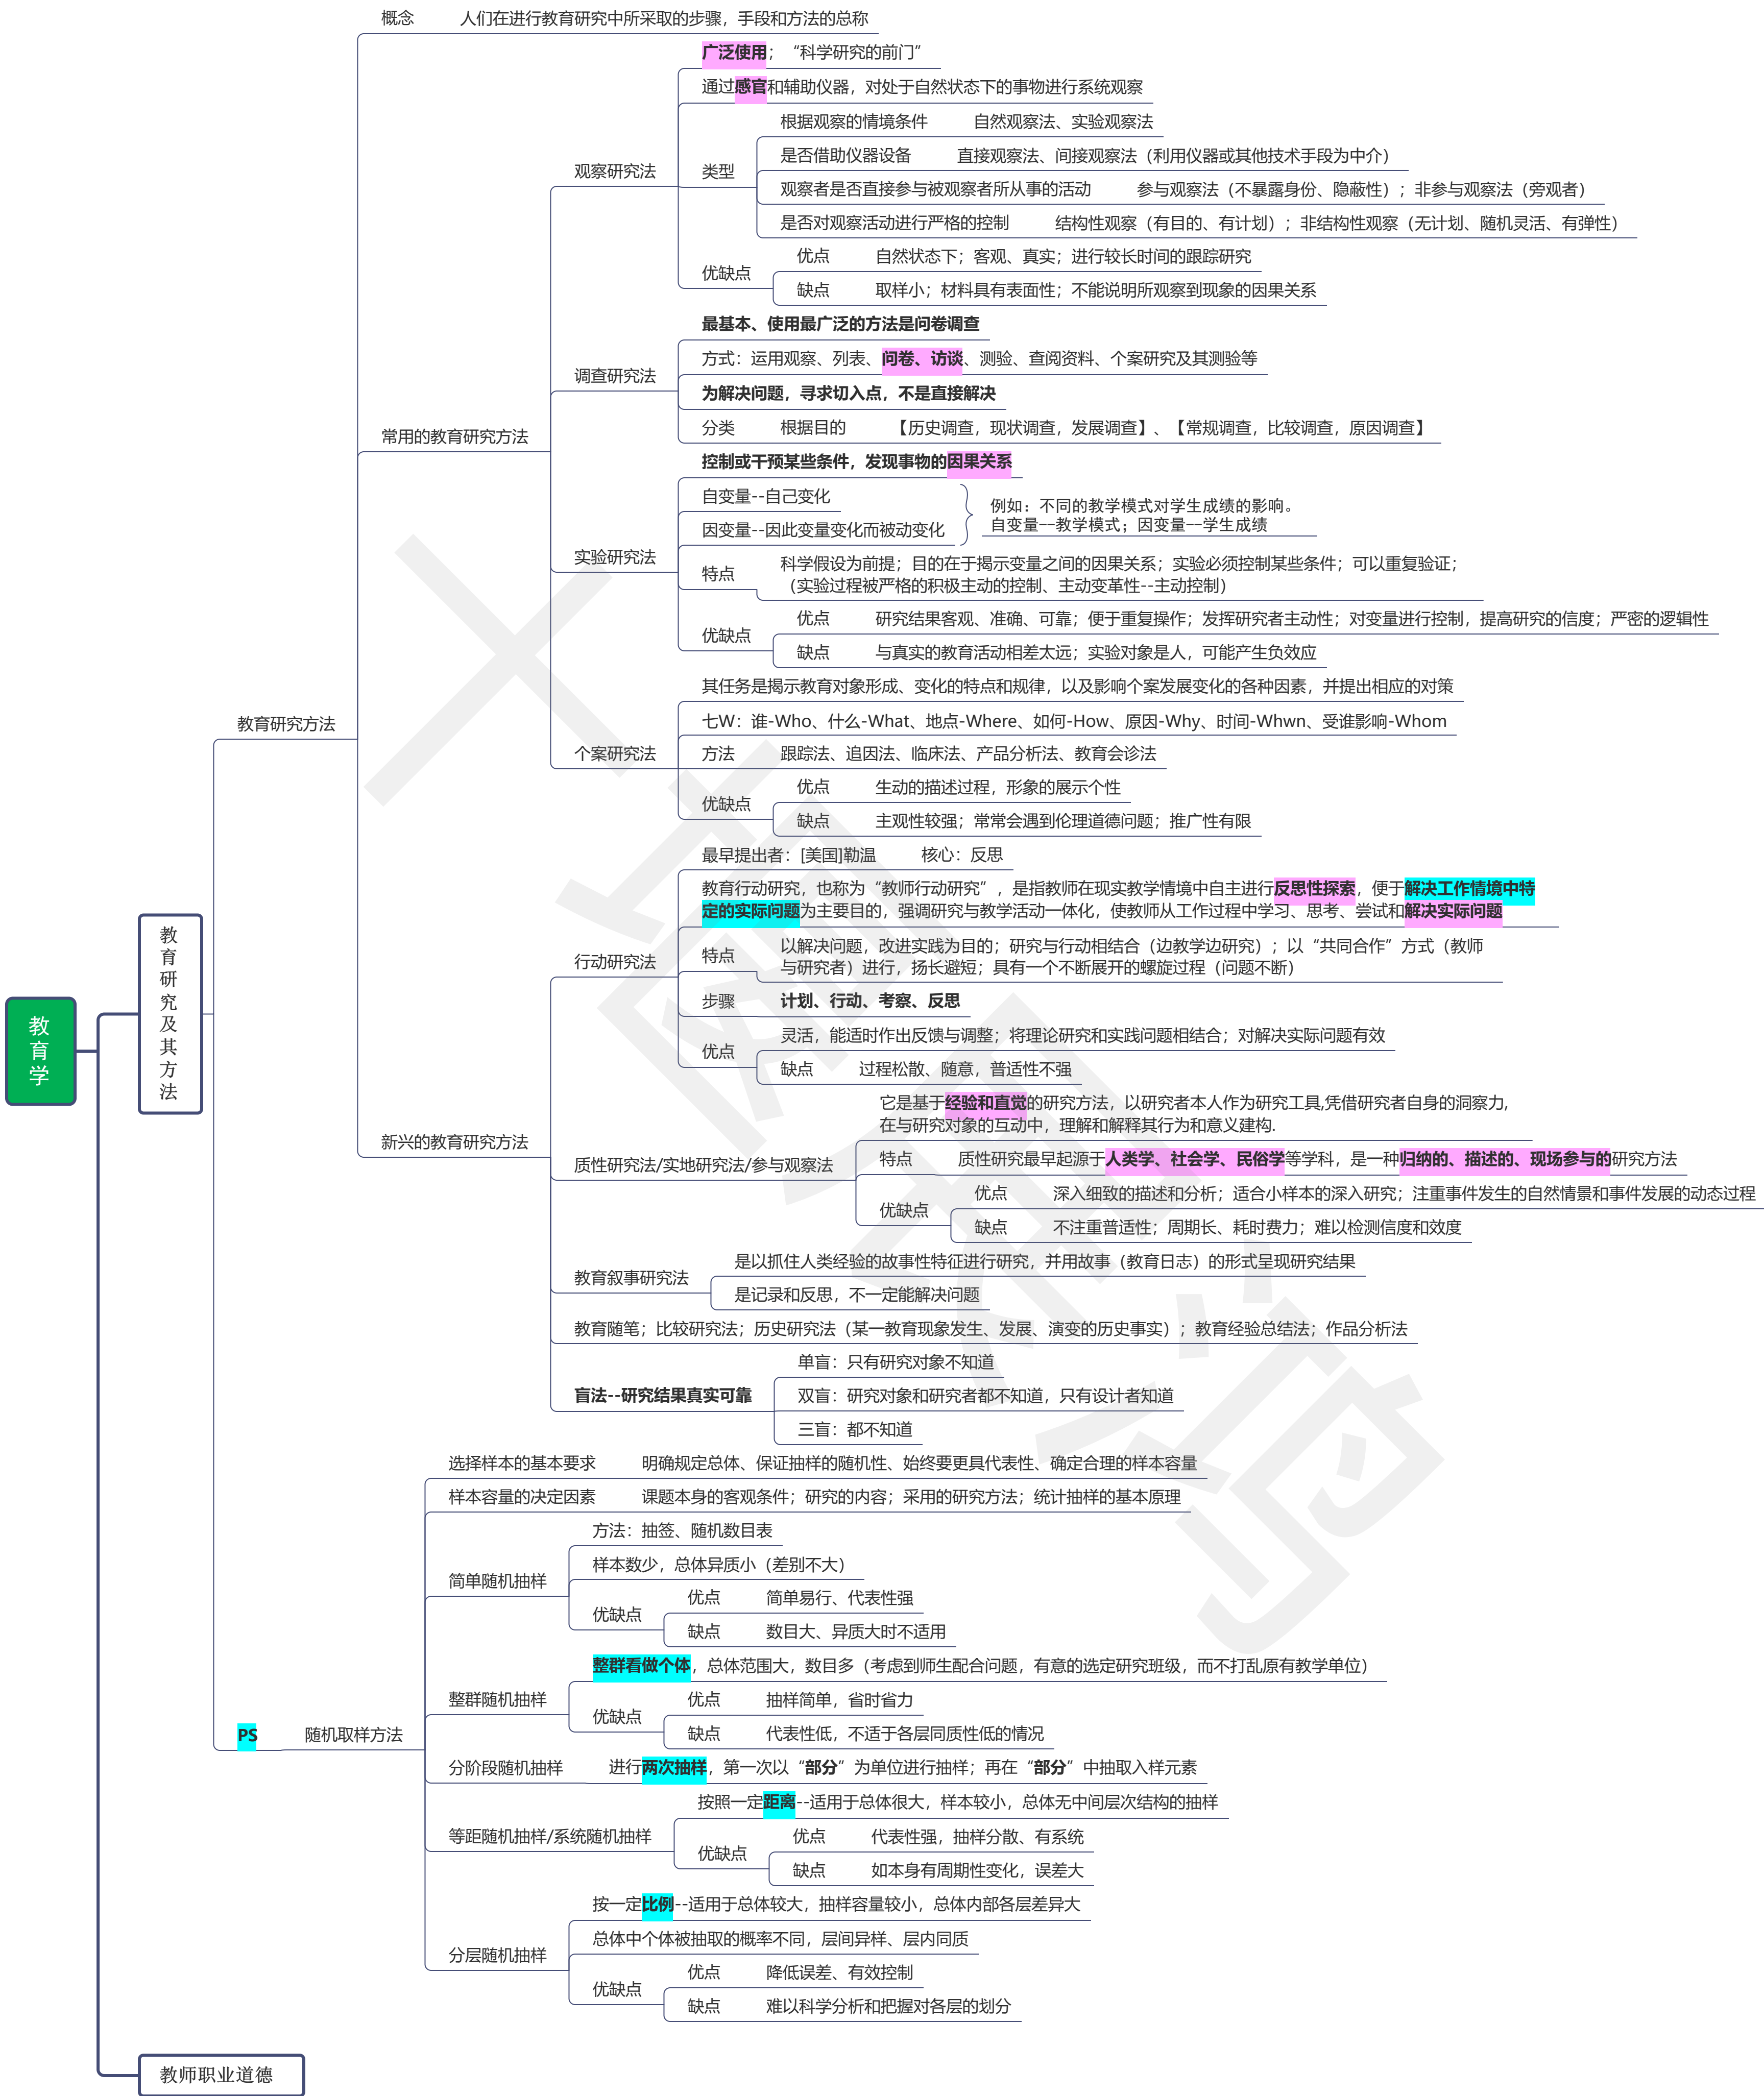 概念 人们在进行教育研究中所采取的步骤，手段和方法的总称
广泛使用；“科学研究的前门”
通过感官和辅助仪器，对处于自然状态下的事物进行系统观察
根据观察的情境条件 自然观察法、实验观察法
是否借助仪器设备 直接观察法、间接观察法（利用仪器或其他技术手段为中介）
观察研究法 类型
观察者是否直接参与被观察者所从事的活动 参与观察法（不暴露身份、隐蔽性）；非参与观察法（旁观者）
是否对观察活动进行严格的控制 结构性观察（有目的、有计划）；非结构性观察（无计划、随机灵活、有弹性）
优缺点
优点 自然状态下；客观、真实；进行较长时间的跟踪研究
缺点 取样小；材料具有表面性；不能说明所观察到现象的因果关系
最基本、使用最广泛的方法是问卷调查
方式：运用观察、列表、问卷、访谈、测验、查阅资料、个案研究及其测验等
调查研究法
为解决问题，寻求切入点，不是直接解决
分类 根据目的 【历史调查，现状调查，发展调查】、【常规调查，比较调查，原因调查】
常用的教育研究方法
控制或干预某些条件，发现事物的因果关系
自变量--自己变化
因变量--因此变量变化而被动变化
例如：不同的教学模式对学生成绩的影响。
自变量——教学模式；因变量——学生成绩
实验研究法
特点 科学假设为前提；目的在于揭示变量之间的因果关系；实验必须控制某些条件；可以重复验证；
（实验过程被严格的积极主动的控制、主动变革性--主动控制）
优缺点
优点 研究结果客观、准确、可靠；便于重复操作；发挥研究者主动性；对变量进行控制，提高研究的信度；严密的逻辑性
缺点 与真实的教育活动相差太远；实验对象是人，可能产生负效应
其任务是揭示教育对象形成、变化的特点和规律，以及影响个案发展变化的各种因素，并提出相应的对策
教育研究方法
七W：谁-Who、什么-What、地点-Where、如何-How、原因-Why、时间-Whwn、受谁影响-Whom
个案研究法
方法 跟踪法、追因法、临床法、产品分析法、教育会诊法
优缺点
优点 生动的描述过程，形象的展示个性
缺点 主观性较强；常常会遇到伦理道德问题；推广性有限
最早提出者：[美国]勒温 核心：反思
教育行动研究，也称为“教师行动研究”，是指教师在现实教学情境中自主进行反思性探索，便于解决工作情境中特
定的实际问题为主要目的，强调研究与教学活动一体化，使教师从工作过程中学习、思考、尝试和解决实际问题
行动研究法
特点 以解决问题，改进实践为目的；研究与行动相结合（边教学边研究）；以“共同合作”方式（教师
与研究者）进行，扬长避短；具有一个不断展开的螺旋过程（问题不断）
步骤 计划、行动、考察、反思
优点
灵活，能适时作出反馈与调整；将理论研究和实践问题相结合；对解决实际问题有效
缺点 过程松散、随意，普适性不强
教育学
教育研究及其方法
新兴的教育研究方法
它是基于经验和直觉的研究方法，以研究者本人作为研究工具,凭借研究者自身的洞察力,
在与研究对象的互动中，理解和解释其行为和意义建构.
质性研究法/实地研究法/参与观察法
特点 质性研究最早起源于人类学、社会学、民俗学等学科，是一种归纳的、描述的、现场参与的研究方法
优缺点
优点 深入细致的描述和分析；适合小样本的深入研究；注重事件发生的自然情景和事件发展的动态过程
缺点 不注重普适性；周期长、耗时费力；难以检测信度和效度
教育叙事研究法
是以抓住人类经验的故事性特征进行研究，并用故事（教育日志）的形式呈现研究结果
是记录和反思，不一定能解决问题
教育随笔；比较研究法；历史研究法（某一教育现象发生、发展、演变的历史事实）；教育经验总结法；作品分析法
单盲：只有研究对象不知道
盲法--研究结果真实可靠
双盲：研究对象和研究者都不知道，只有设计者知道
三盲：都不知道
选择样本的基本要求 明确规定总体、保证抽样的随机性、始终要更具代表性、确定合理的样本容量
样本容量的决定因素 课题本身的客观条件；研究的内容；采用的研究方法；统计抽样的基本原理
方法：抽签、随机数目表
简单随机抽样
样本数少，总体异质小（差别不大）
优缺点
优点 简单易行、代表性强
缺点 数目大、异质大时不适用
整群看做个体，总体范围大，数目多（考虑到师生配合问题，有意的选定研究班级，而不打乱原有教学单位）
整群随机抽样
优缺点
优点 抽样简单，省时省力
缺点 代表性低，不适于各层同质性低的情况
PS 随机取样方法
分阶段随机抽样 进行两次抽样，第一次以“部分”为单位进行抽样；再在“部分”中抽取入样元素
按照一定距离--适用于总体很大，样本较小，总体无中间层次结构的抽样
等距随机抽样/系统随机抽样
优缺点
优点 代表性强，抽样分散、有系统
缺点 如本身有周期性变化，误差大
按一定比例--适用于总体较大，抽样容量较小，总体内部各层差异大
总体中个体被抽取的概率不同，层间异样、层内同质
分层随机抽样
优缺点
优点 降低误差、有效控制
缺点 难以科学分析和把握对各层的划分
教师职业道德